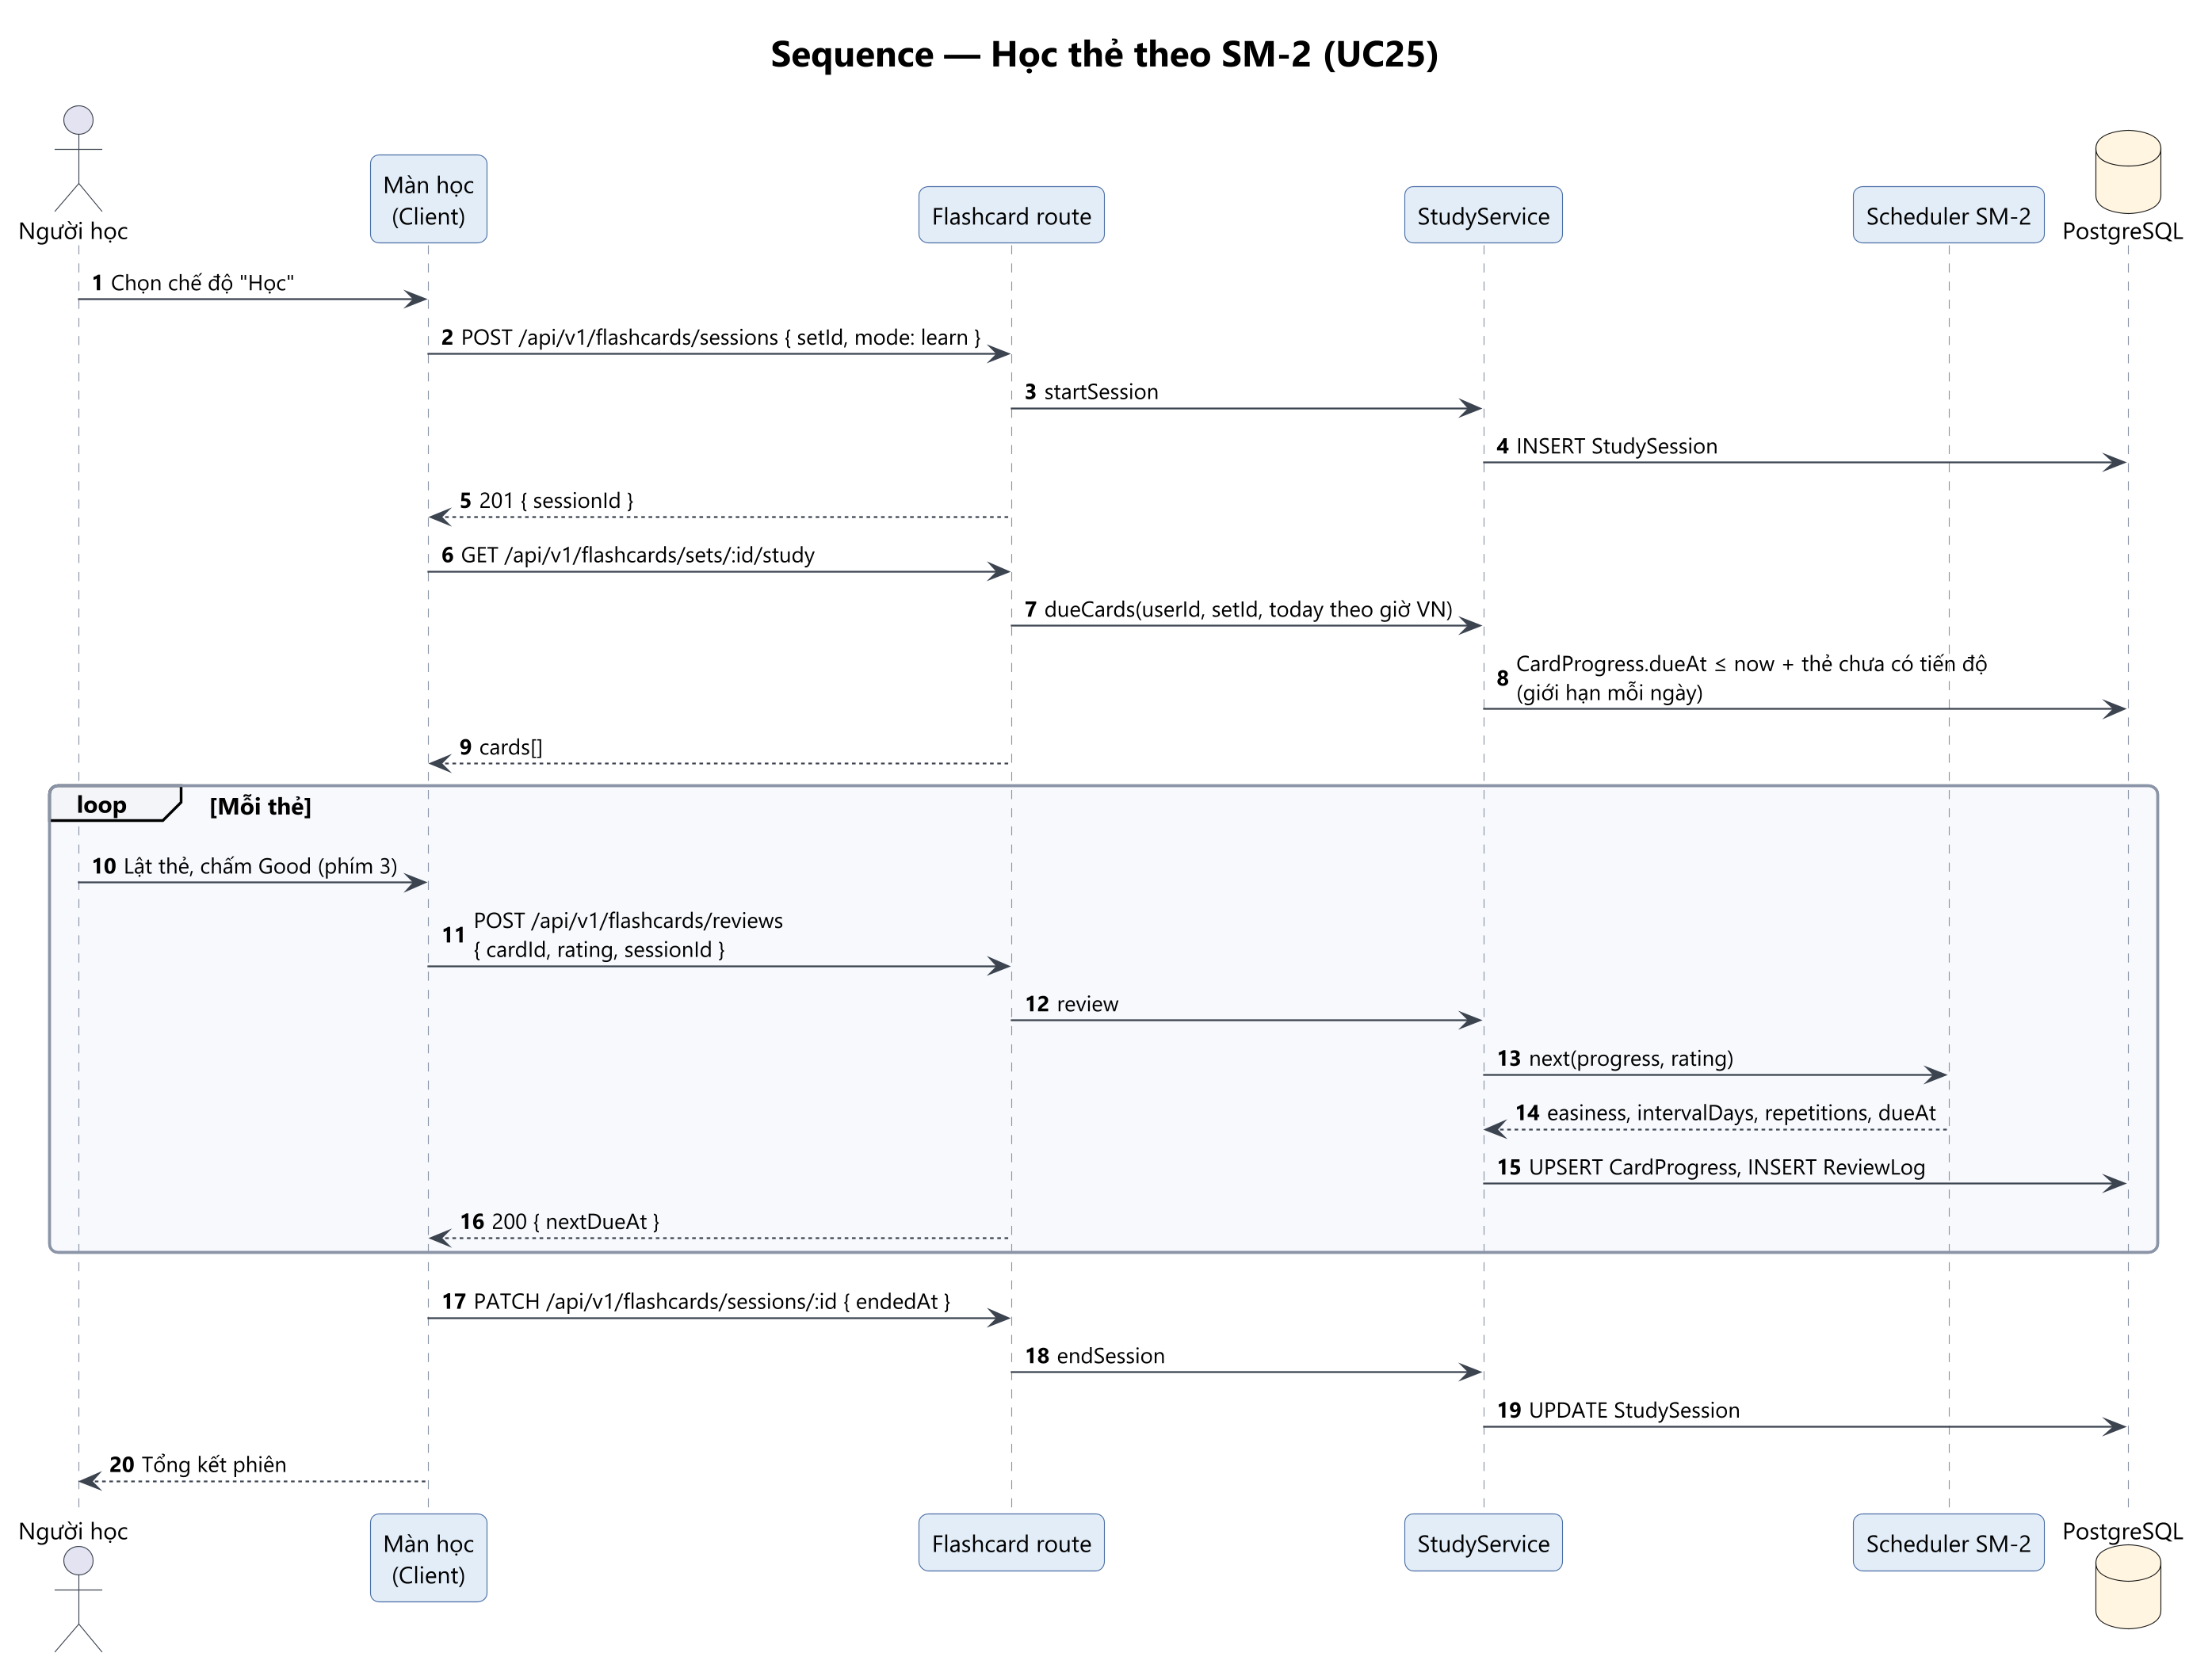 Sequence — Học thẻ theo SM-2 (UC25)
Người học
Màn học
(Client)
Flashcard route
StudyService
Scheduler SM-2
PostgreSQL
1 Chọn chế độ "Học"
2 POST /api/v1/flashcards/sessions { setId, mode: learn }
3 startSession
4 INSERT StudySession
5 201 { sessionId }
6 GET /api/v1/flashcards/sets/:id/study
7 dueCards(userId, setId, today theo giờ VN)
8 CardProgress.dueAt ≤ now + thẻ chưa có tiến độ
(giới hạn mỗi ngày)
9 cards[]
loop [Mỗi thẻ]
10 Lật thẻ, chấm Good (phím 3)
11 POST /api/v1/flashcards/reviews
{ cardId, rating, sessionId }
12 review
13 next(progress, rating)
14 easiness, intervalDays, repetitions, dueAt
15 UPSERT CardProgress, INSERT ReviewLog
16 200 { nextDueAt }
17 PATCH /api/v1/flashcards/sessions/:id { endedAt }
18 endSession
19 UPDATE StudySession
20 Tổng kết phiên
Người học
Màn học
(Client)
Flashcard route
StudyService
Scheduler SM-2
PostgreSQL